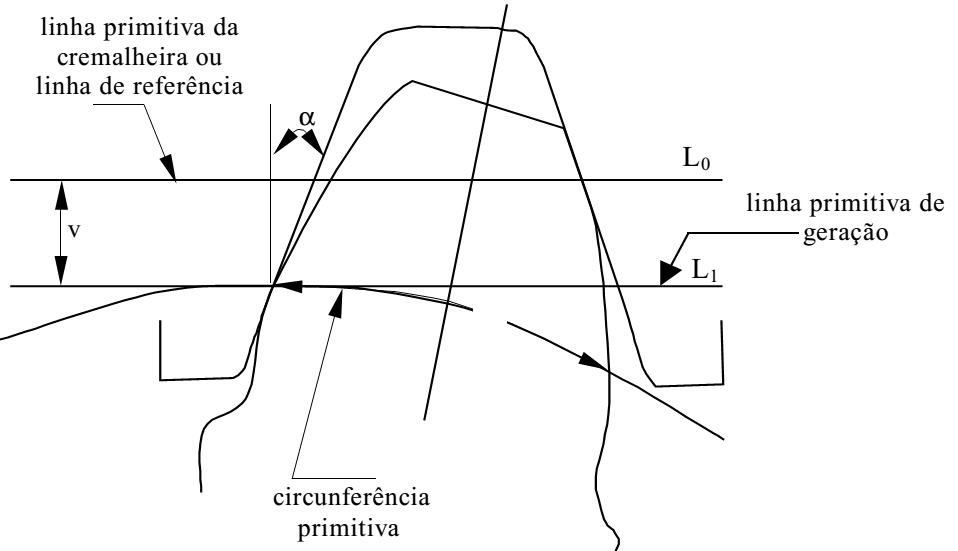 linha primitiva da
cremalheira ou
linha de referência
α
L₀
v
linha primitiva de
geração
L₁
circunferência
primitiva